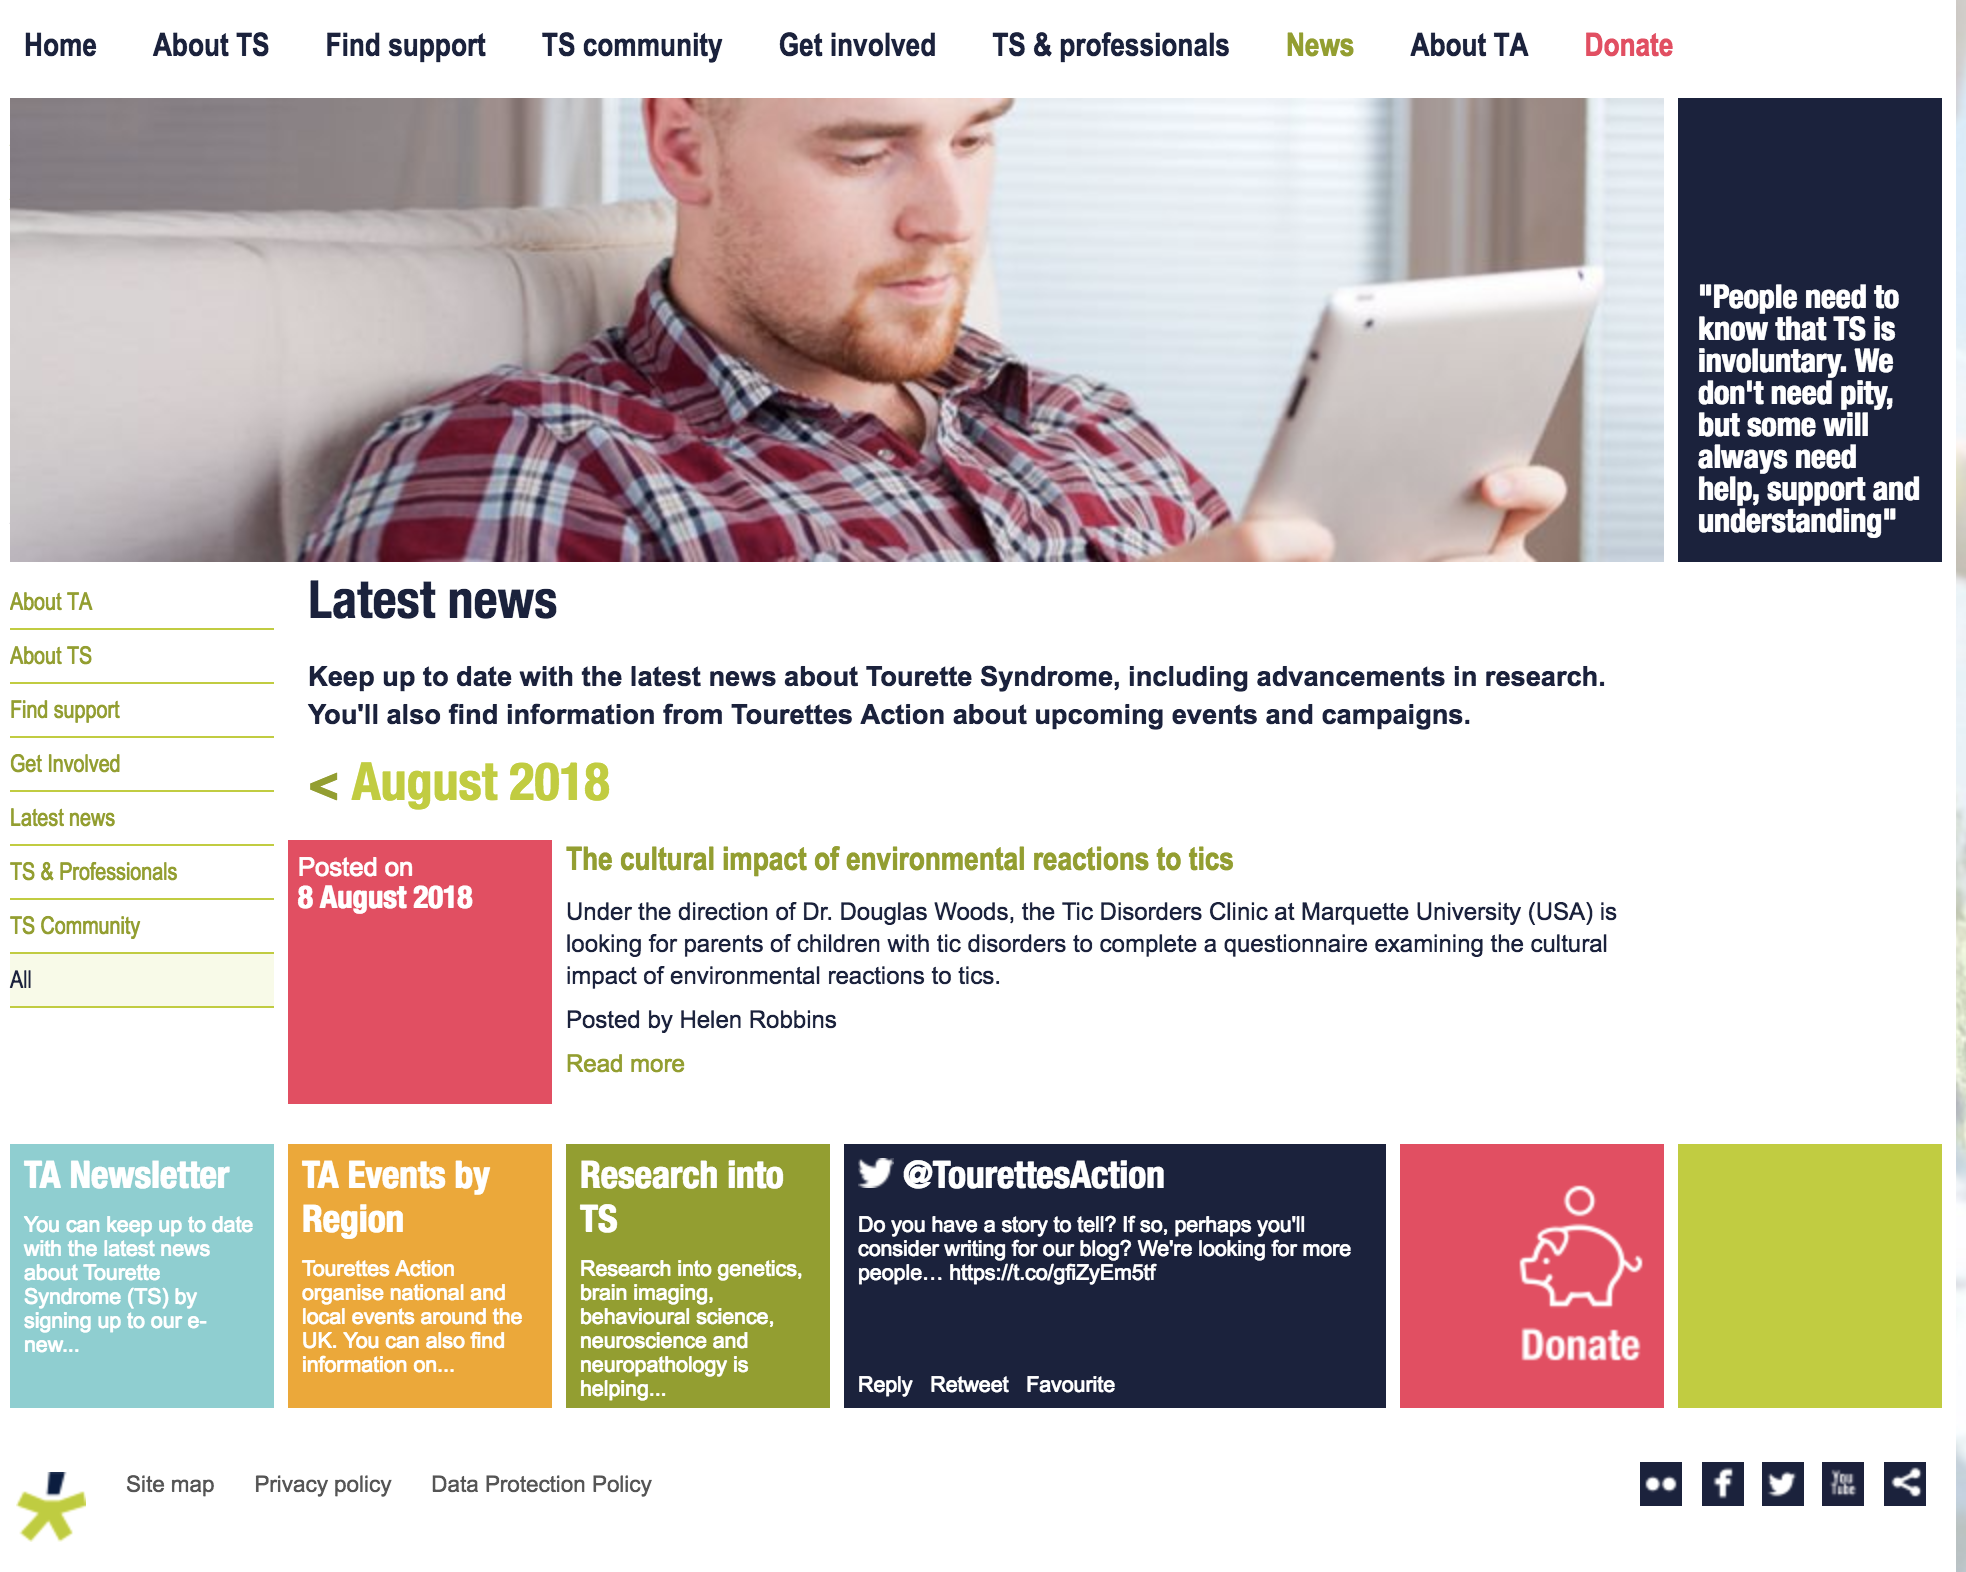 Home
About TS
Find support
TS community
Get involved
TS & professionals
News
About TA
Donate
"People need to
know that TS is
involuntary. We
don't need pity,
but some will
always need
help, support and
understanding"
About TA
About TS
Find support
Get Involved
Latest news
TS & Professionals
TS Community
All
Latest news
Keep up to date with the latest news about Tourette Syndrome, including advancements in research.
You'll also find information from Tourettes Action about upcoming events and campaigns.
< August 2018
Posted on
8 August 2018
The cultural impact of environmental reactions to tics
Under the direction of Dr. Douglas Woods, the Tic Disorders Clinic at Marquette University (USA) is
looking for parents of children with tic disorders to complete a questionnaire examining the cultural
impact of environmental reactions to tics.
Posted by Helen Robbins
Read more
TA Newsletter
You can keep up to date
with the latest news
about Tourette
Syndrome (TS) by
signing up to our e-
new...
TA Events by
Region
Tourettes Action
organise national and
local events around the
UK. You can also find
information on...
Research into
TS
Research into genetics,
brain imaging,
behavioural science,
neuroscience and
neuropathology is
helping...
@TourettesAction
Do you have a story to tell? If so, perhaps you'll
consider writing for our blog? We're looking for more
people… https://t.co/gfiZyEm5tf
Reply Retweet Favourite
Donate
Site map
Privacy policy
Data Protection Policy
You
Tube